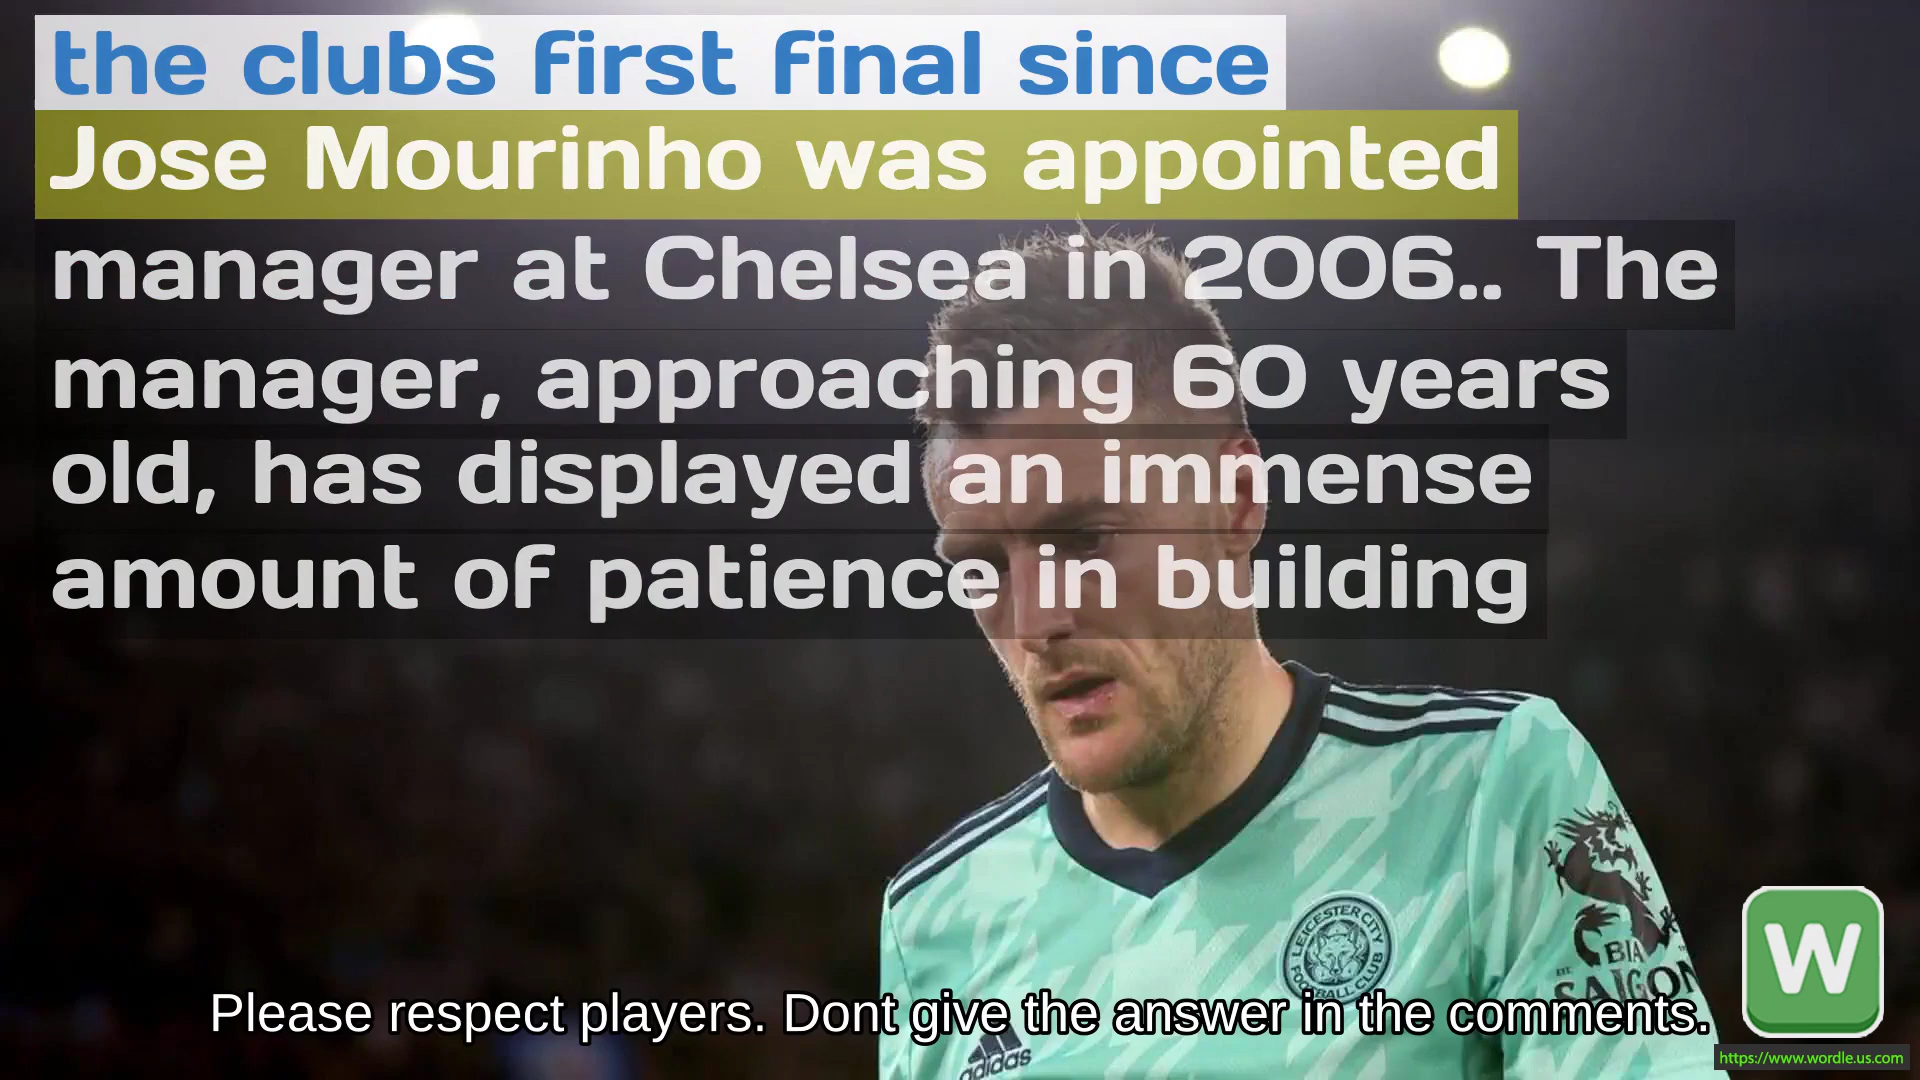 the clubs first final since
Jose Mourinho was appointed
manager at Chelsea in 2006.. The
manager, approaching 60 years
old, has displayed an immense
amount of patience in building
LEICESTER CITY
FOOTBALL CLUB
BIA
SAIGON
Please respect players. Dont give the answer in the comments.
adidas
W
https://www.wordle.us.com